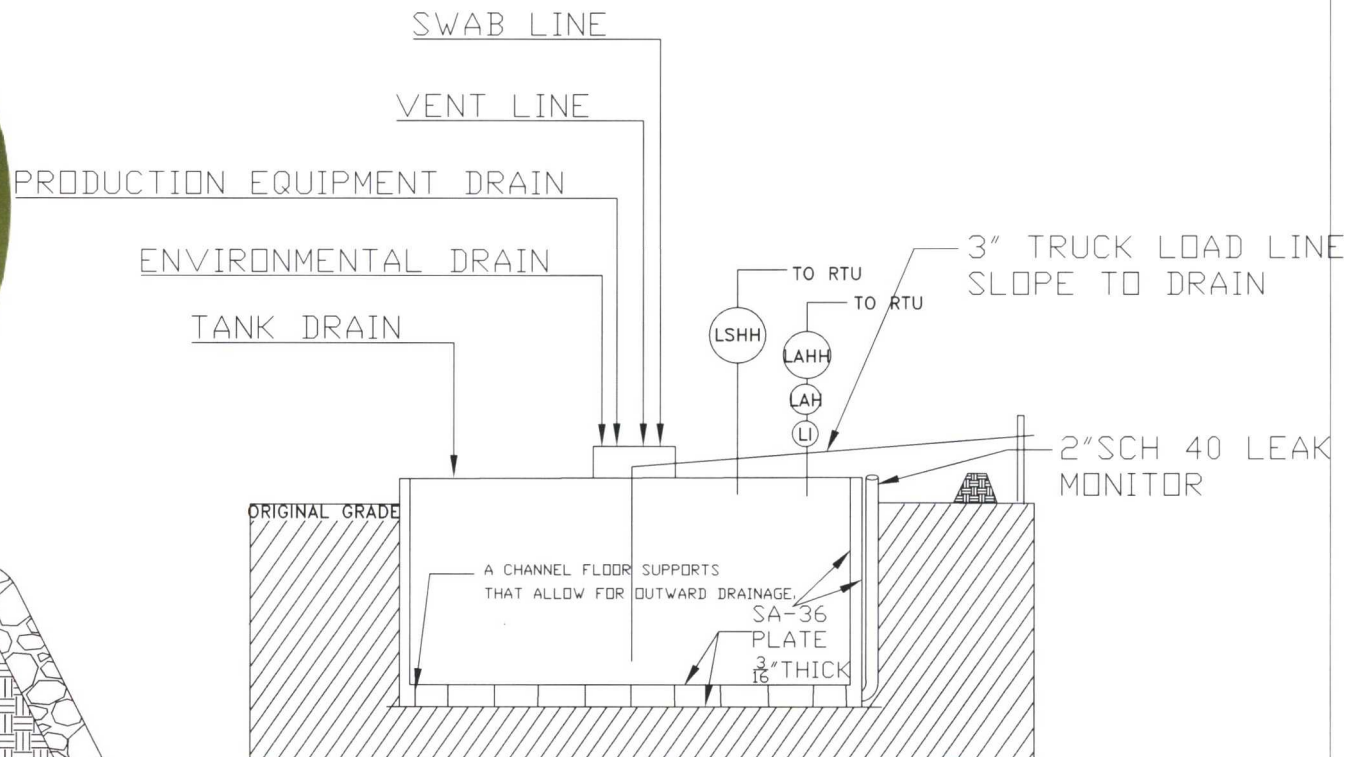 SWAB LINE
VENT LINE
PRODUCTION EQUIPMENT DRAIN
ENVIRONMENTAL DRAIN
TANK DRAIN
3" TRUCK LOAD LINE
SLOPE TO DRAIN
TO RTU
TO RTU
LSHH
LAHH
LAH
LI
2"SCH 40 LEAK
MONITOR
ORIGINAL GRADE
A CHANNEL FLOOR SUPPORTS
THAT ALLOW FOR OUTWARD DRAINAGE.
SA-36
PLATE
3/16"THICK